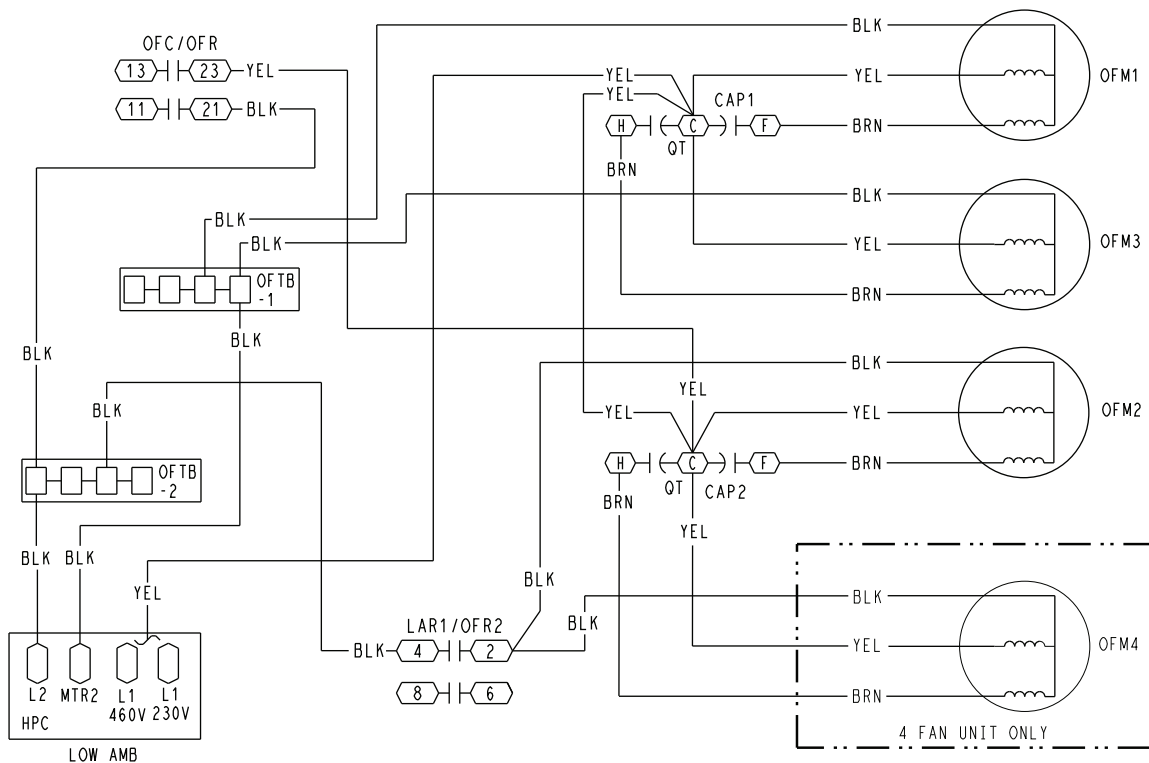 BLK
OFC/OFR
13 23 YEL
YEL YEL OFM1
YEL CAP1
11 21 BLK
H C F BRN
QT
BRN
BLK
BLK
BLK YEL OFM3
OFTB
-1
BRN
BLK
BLK
BLK
YEL
BLK YEL YEL OFM2
H C F BRN
OFTB
-2
QT CAP2
BRN
YEL
BLK BLK
BLK
YEL
BLK
BLK
LAR1/OFR2
BLK 4 2
YEL OFM4
8 6
BRN
L2 MTR2 L1 L1
460V 230V
HPC
4 FAN UNIT ONLY
LOW AMB